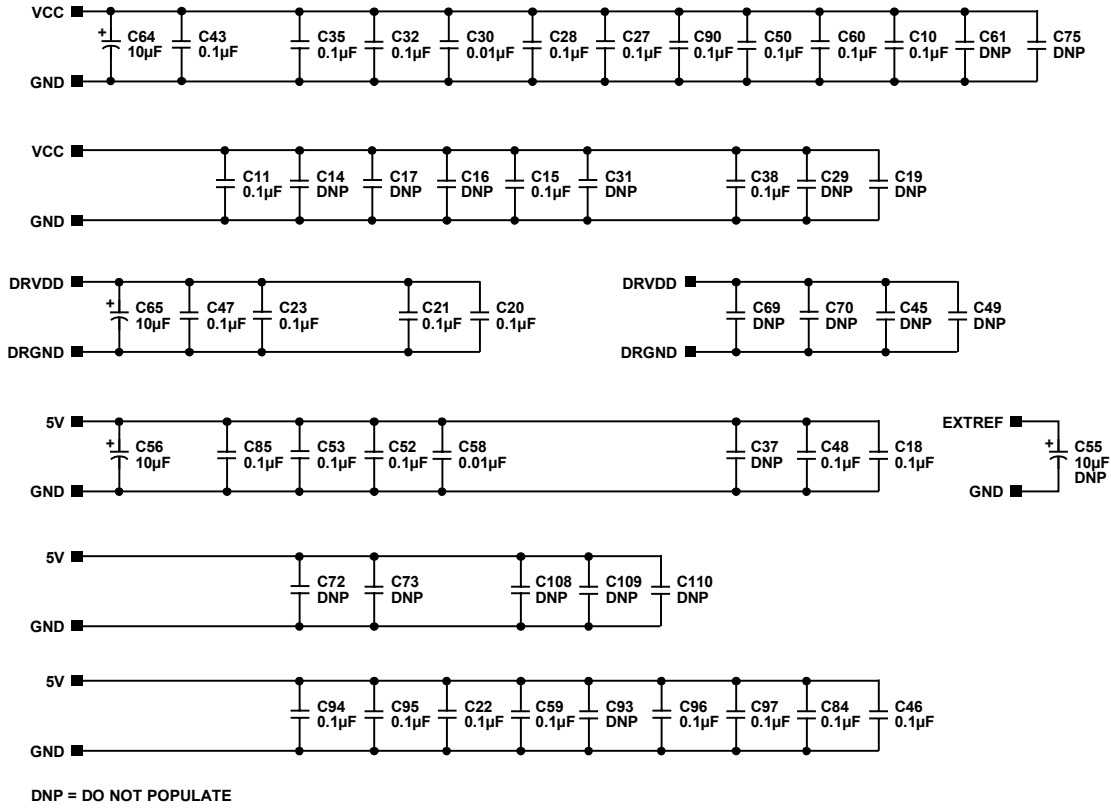 VCC
+ C64 10µF
C43 0.1µF
C35 0.1µF
C32 0.1µF
C30 0.01µF
C28 0.1µF
C27 0.1µF
C90 0.1µF
C50 0.1µF
C60 0.1µF
C10 0.1µF
C61 DNP
C75 DNP
GND
VCC
C11 0.1µF
C14 DNP
C17 DNP
C16 DNP
C15 0.1µF
C31 DNP
C38 0.1µF
C29 DNP
C19 DNP
GND
DRVDD
+ C65 10µF
C47 0.1µF
C23 0.1µF
C21 0.1µF
C20 0.1µF
DRGND
DRVDD
C69 DNP
C70 DNP
C45 DNP
C49 DNP
DRGND
5V
+ C56 10µF
C85 0.1µF
C53 0.1µF
C52 0.1µF
C58 0.01µF
C37 DNP
C48 0.1µF
C18 0.1µF
GND
EXTREF
+ C55 10µF DNP
GND
5V
C72 DNP
C73 DNP
C108 DNP
C109 DNP
C110 DNP
GND
5V
C94 0.1µF
C95 0.1µF
C22 0.1µF
C59 0.1µF
C93 DNP
C96 0.1µF
C97 0.1µF
C84 0.1µF
C46 0.1µF
GND
DNP = DO NOT POPULATE